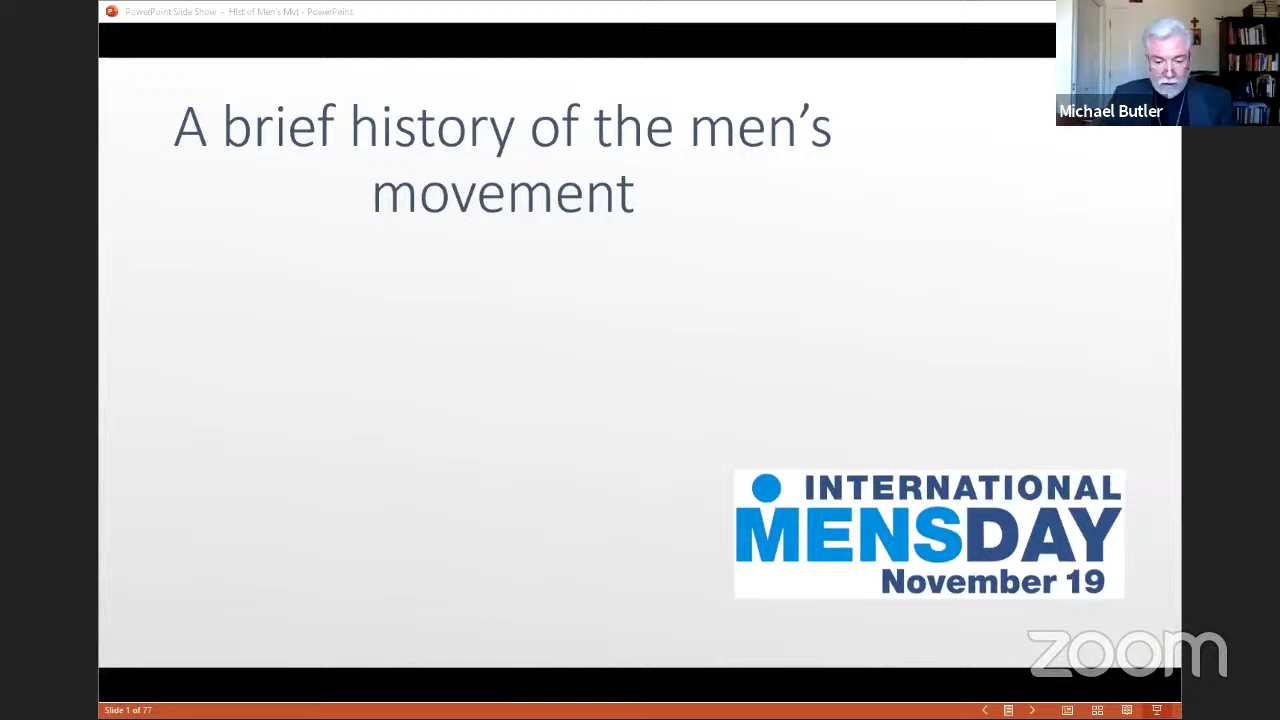 PowerPoint Slide Show - Hist of Men's Mvt - PowerPoint
Michael Butler
A brief history of the men’s
movement
INTERNATIONAL
MENSDAY
November 19
zoom
Slide 1 of 77